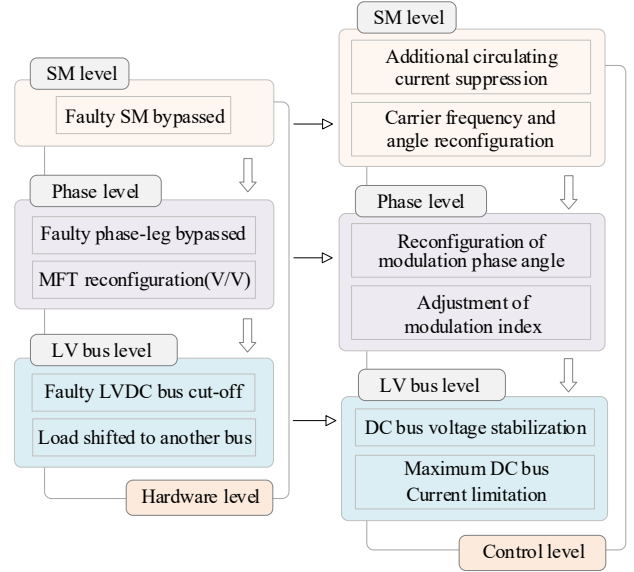 SM level
Faulty SM bypassed
Phase level
Faulty phase-leg bypassed
MFT reconfiguration(V/V)
LV bus level
Faulty LVDC bus cut-off
Load shifted to another bus
Hardware level
SM level
Additional circulating
current suppression
Carrier frequency and
angle reconfiguration
Phase level
Reconfiguration of
modulation phase angle
Adjustment of
modulation index
LV bus level
DC bus voltage stabilization
Maximum DC bus
Current limitation
Control level